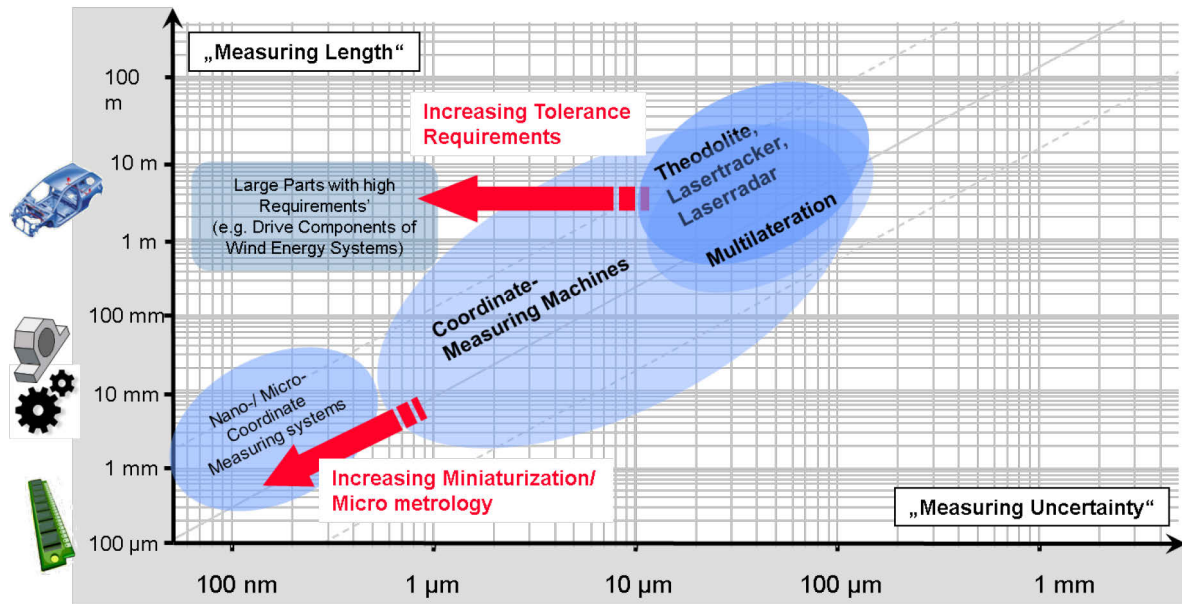 „Measuring Length“
100
m
10 m
1 m
100 mm
10 mm
1 mm
100 µm
Increasing Tolerance
Requirements
Large Parts with high
Requirements’
(e.g. Drive Components of
Wind Energy Systems)
Theodolite,
Lasertracker,
Laserradar
Multilateration
Coordinate-
Measuring Machines
Nano-/ Micro-
Coordinate
Measuring systems
Increasing Miniaturization/
Micro metrology
„Measuring Uncertainty“
100 nm
1 µm
10 µm
100 µm
1 mm